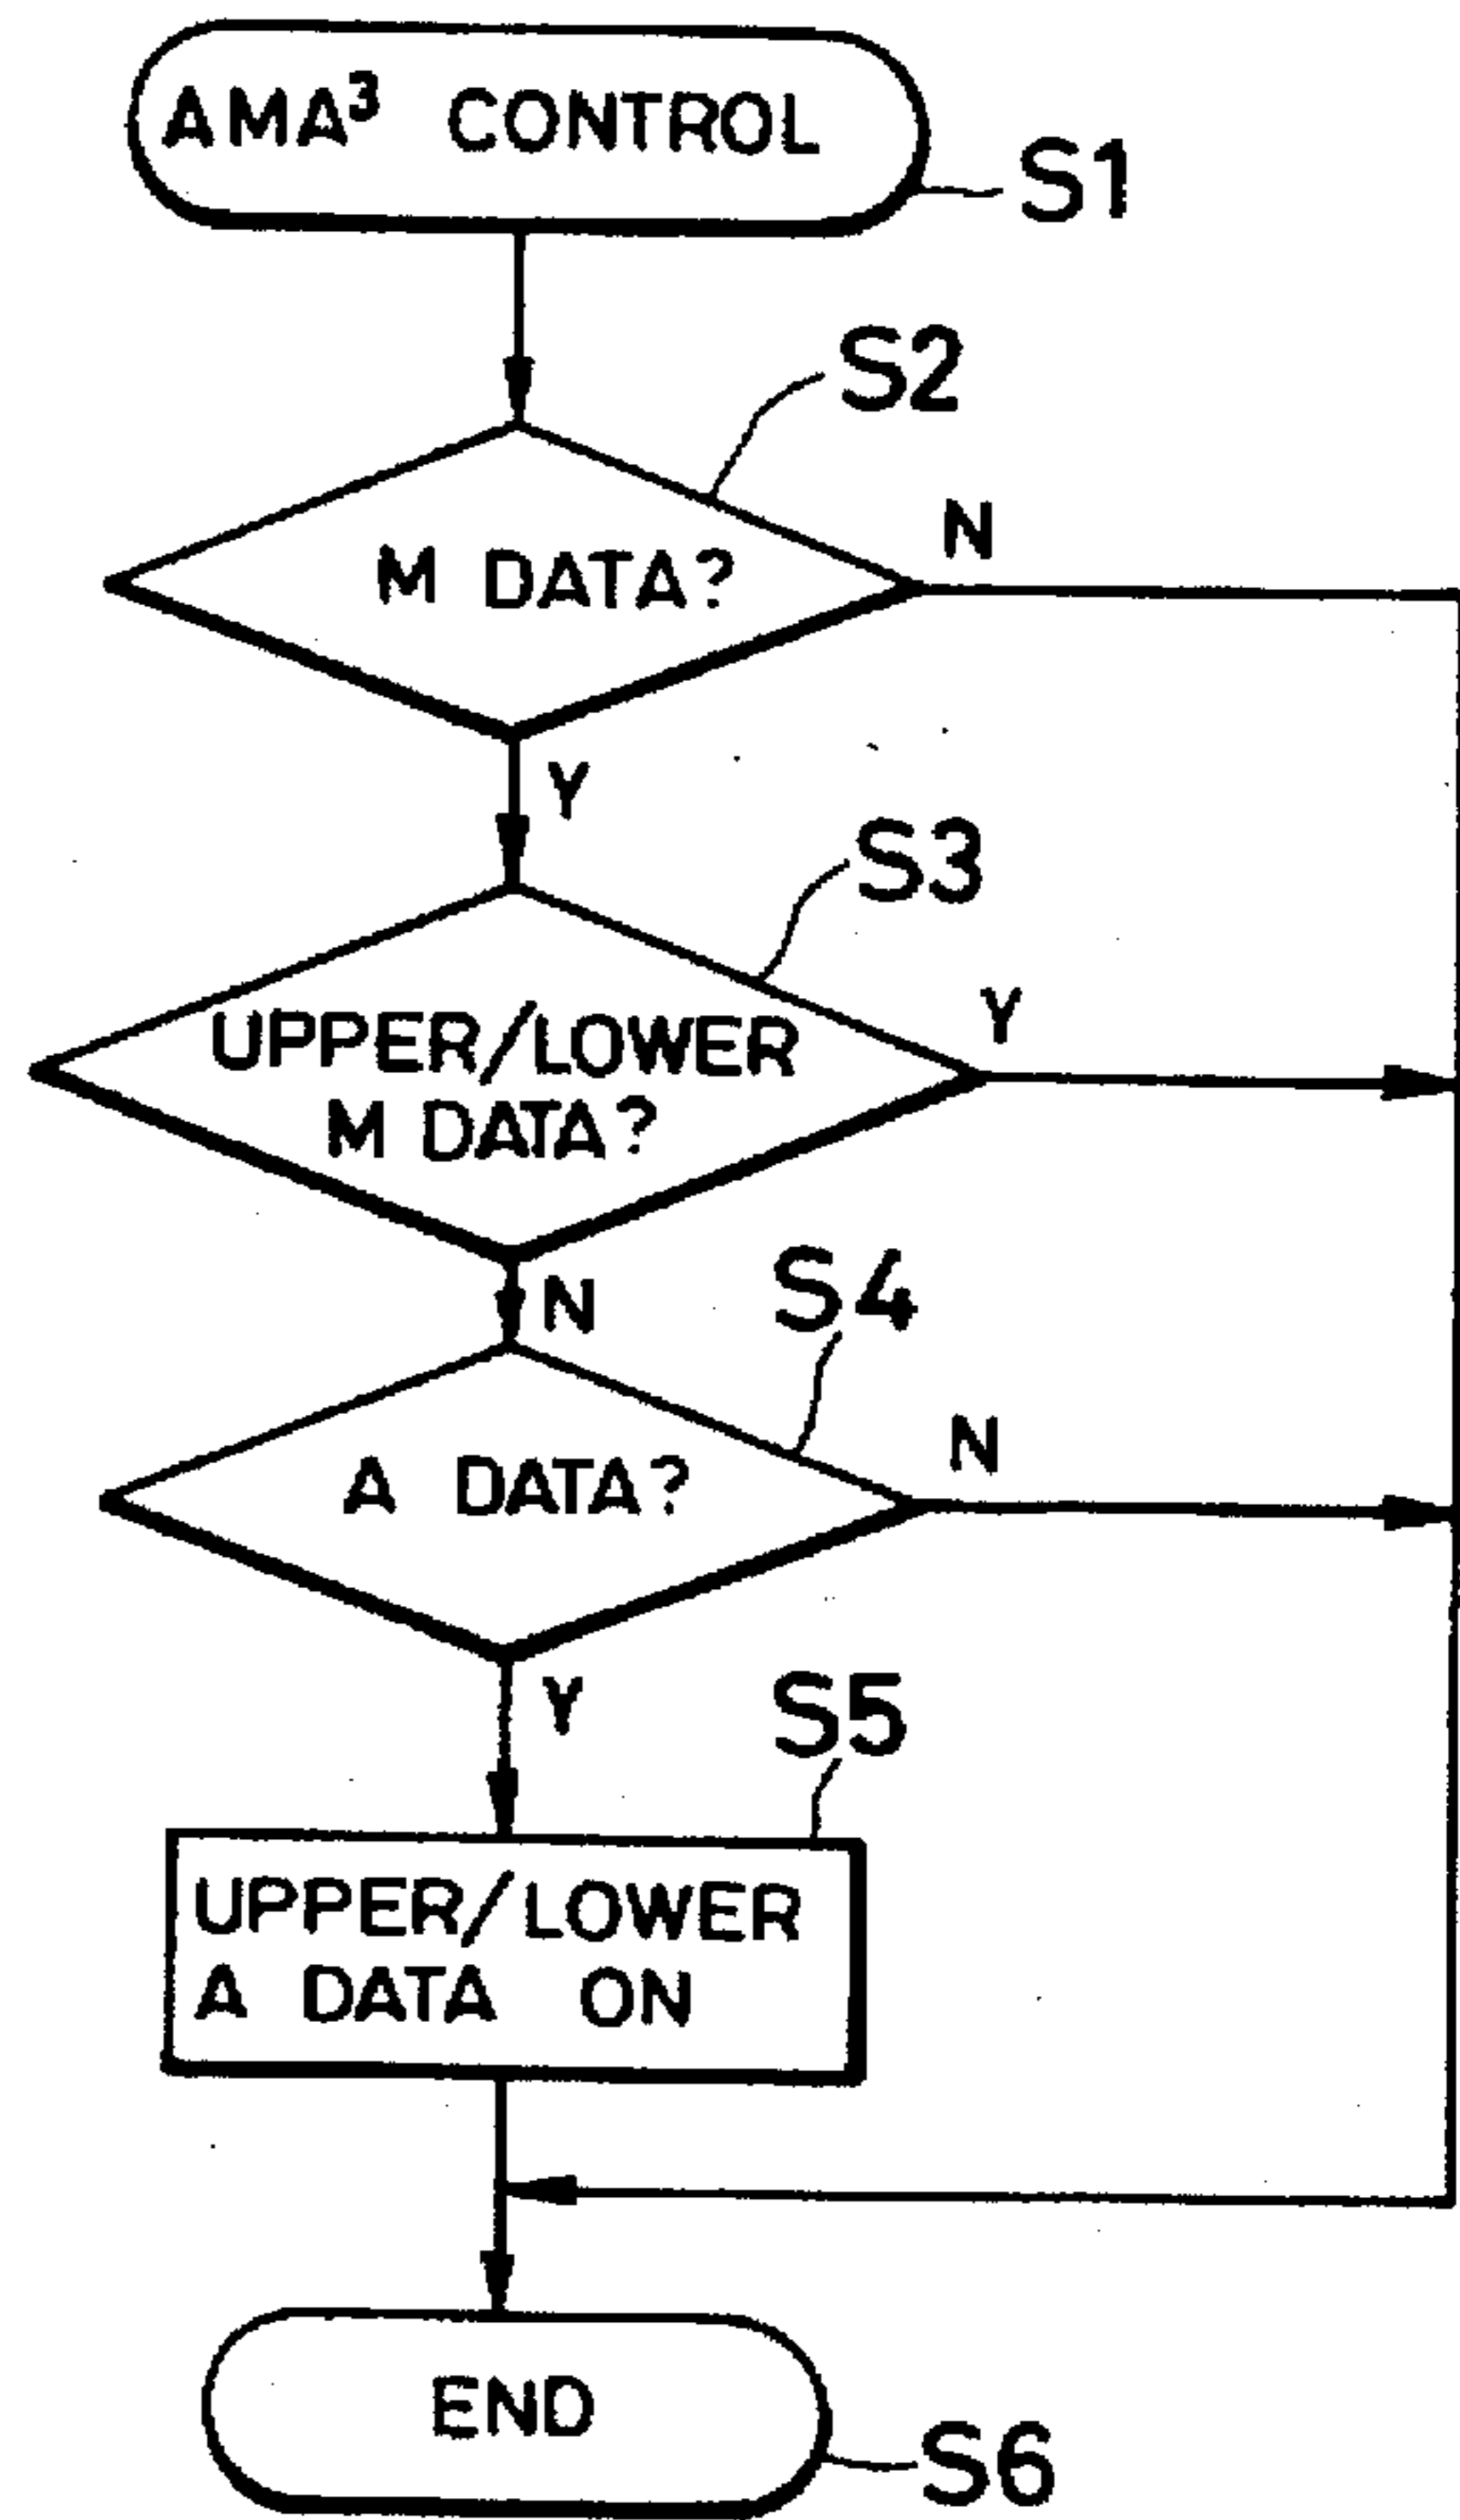 AMA³ CONTROL
S1
S2
M DATA?
N
Y
S3
UPPER/LOWER
M DATA?
Y
N
S4
A DATA?
N
Y
S5
UPPER/LOWER
A DATA ON
END
S6